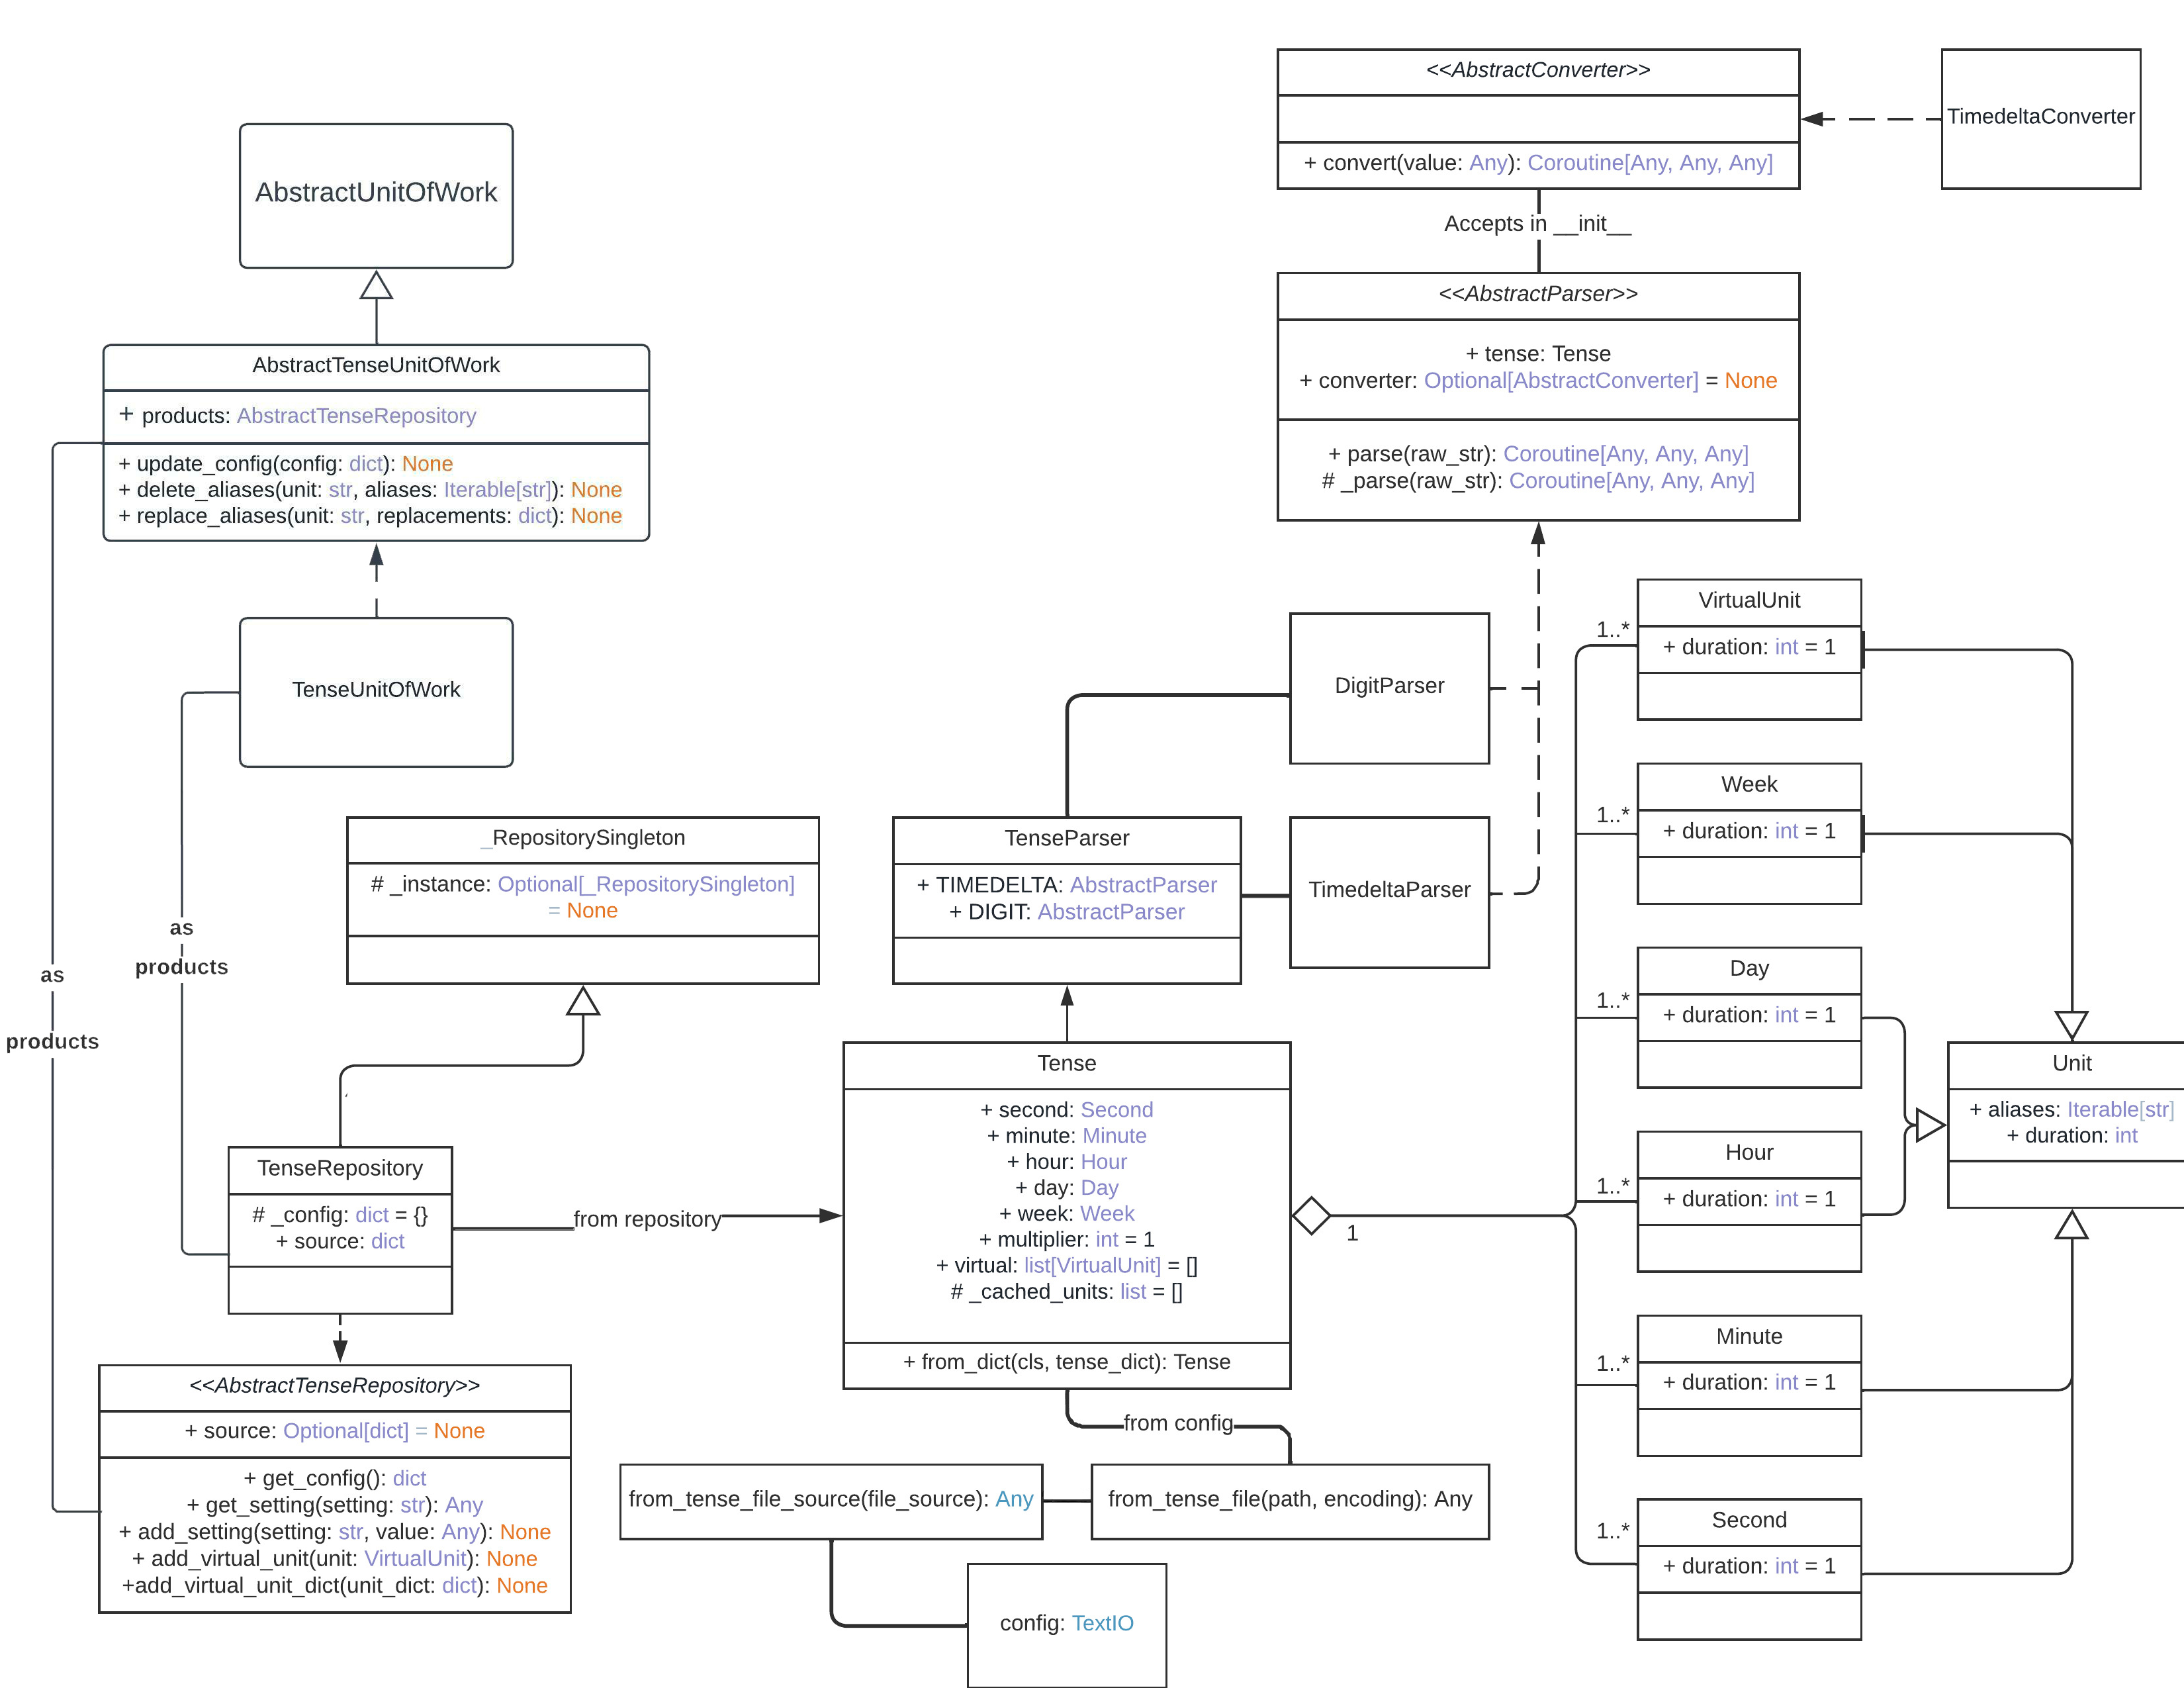 <<AbstractConverter>>
+ convert(value: Any): Coroutine[Any, Any, Any]
TimedeltaConverter
Accepts in __init__
<<AbstractParser>>
+ tense: Tense
+ converter: Optional[AbstractConverter] = None
+ parse(raw_str): Coroutine[Any, Any, Any]
# _parse(raw_str): Coroutine[Any, Any, Any]
AbstractUnitOfWork
AbstractTenseUnitOfWork
+ products: AbstractTenseRepository
+ update_config(config: dict): None
+ delete_aliases(unit: str, aliases: Iterable[str]): None
+ replace_aliases(unit: str, replacements: dict): None
TenseUnitOfWork
as
products
as
products
_RepositorySingleton
# _instance: Optional[_RepositorySingleton]
= None
TenseRepository
# _config: dict = {}
+ source: dict
from repository
<<AbstractTenseRepository>>
+ source: Optional[dict] = None
+ get_config(): dict
+ get_setting(setting: str): Any
+ add_setting(setting: str, value: Any): None
+ add_virtual_unit(unit: VirtualUnit): None
+add_virtual_unit_dict(unit_dict: dict): None
DigitParser
TimedeltaParser
TenseParser
+ TIMEDELTA: AbstractParser
+ DIGIT: AbstractParser
Tense
+ second: Second
+ minute: Minute
+ hour: Hour
+ day: Day
+ week: Week
+ multiplier: int = 1
+ virtual: list[VirtualUnit] = []
# _cached_units: list = []
+ from_dict(cls, tense_dict): Tense
from config
from_tense_file_source(file_source): Any
from_tense_file(path, encoding): Any
config: TextIO
1
1..*
VirtualUnit
+ duration: int = 1
1..*
Week
+ duration: int = 1
1..*
Day
+ duration: int = 1
1..*
Hour
+ duration: int = 1
1..*
Minute
+ duration: int = 1
1..*
Second
+ duration: int = 1
Unit
+ aliases: Iterable[str]
+ duration: int